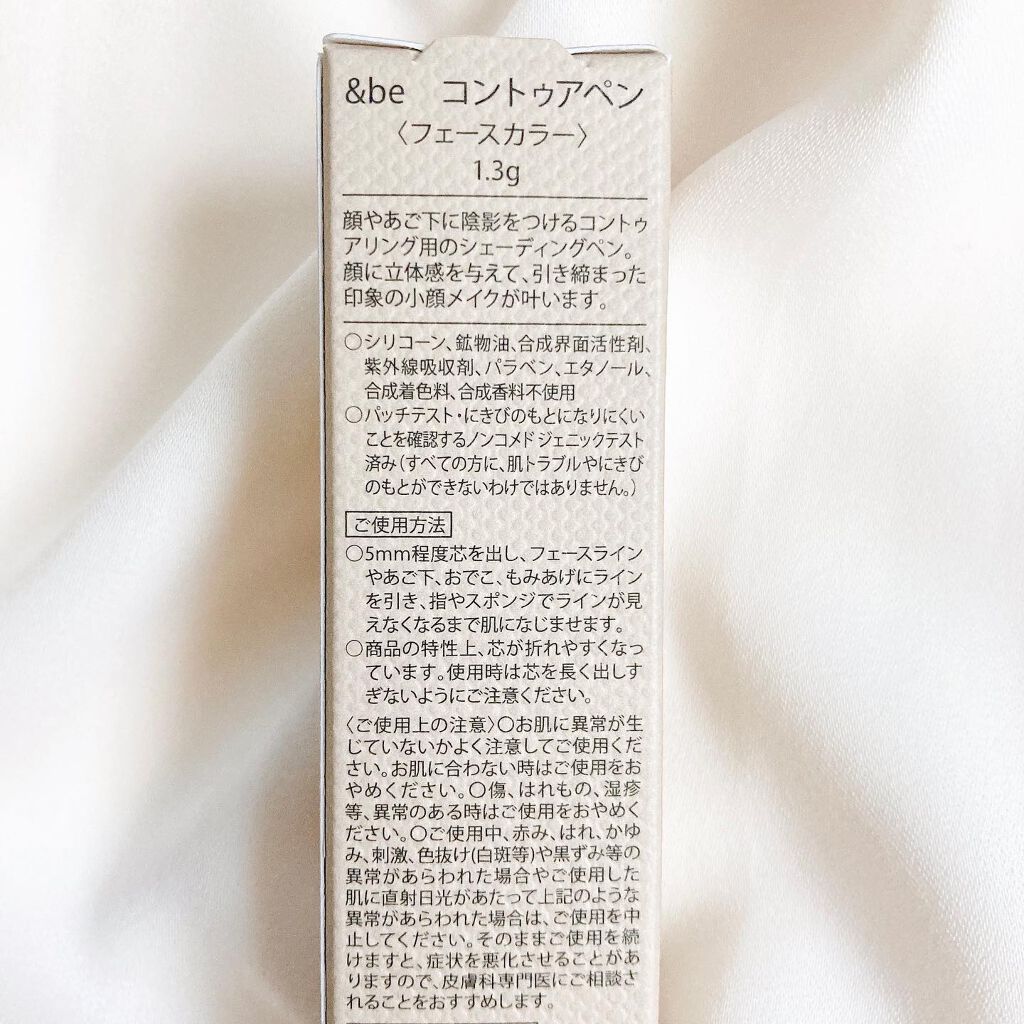 &be　コントゥアペン
〈フェースカラー〉
1.3g
顔やあご下に陰影をつけるコントゥ
アリング用のシェーディングペン。
顔に立体感を与えて、引き締まった
印象の小顔メイクが叶います。
○シリコーン、鉱物油、合成界面活性剤、
紫外線吸収剤、パラベン、エタノール、
合成着色料、合成香料不使用
○パッチテスト・にきびのもとになりにくい
ことを確認するノンコメドジェニックテスト
済み（すべての方に、肌トラブルやにきび
のもとができないわけではありません。）
ご使用方法
○5mm程度芯を出し、フェースライン
やあご下、おでこ、もみあげにライン
を引き、指やスポンジでラインが見
えなくなるまで肌になじませます。
○商品の特性上、芯が折れやすくなっ
ています。使用時は芯を長く出しす
ぎないようにご注意ください。
〈ご使用上の注意〉○お肌に異常が生
じていないかよく注意してご使用くだ
さい。お肌に合わない時はご使用をお
やめください。○傷、はれもの、湿疹
等、異常のある時はご使用をおやめく
ださい。○ご使用中、赤み、はれ、かゆ
み、刺激、色抜け(白斑等)や黒ずみ等の
異常があらわれた場合やご使用した
肌に直射日光があたって上記のような
異常があらわれた場合は、ご使用を中
止してください。そのままご使用を続
けますと、症状を悪化させることがあ
りますので、皮膚科専門医にご相談さ
れることをおすすめします。